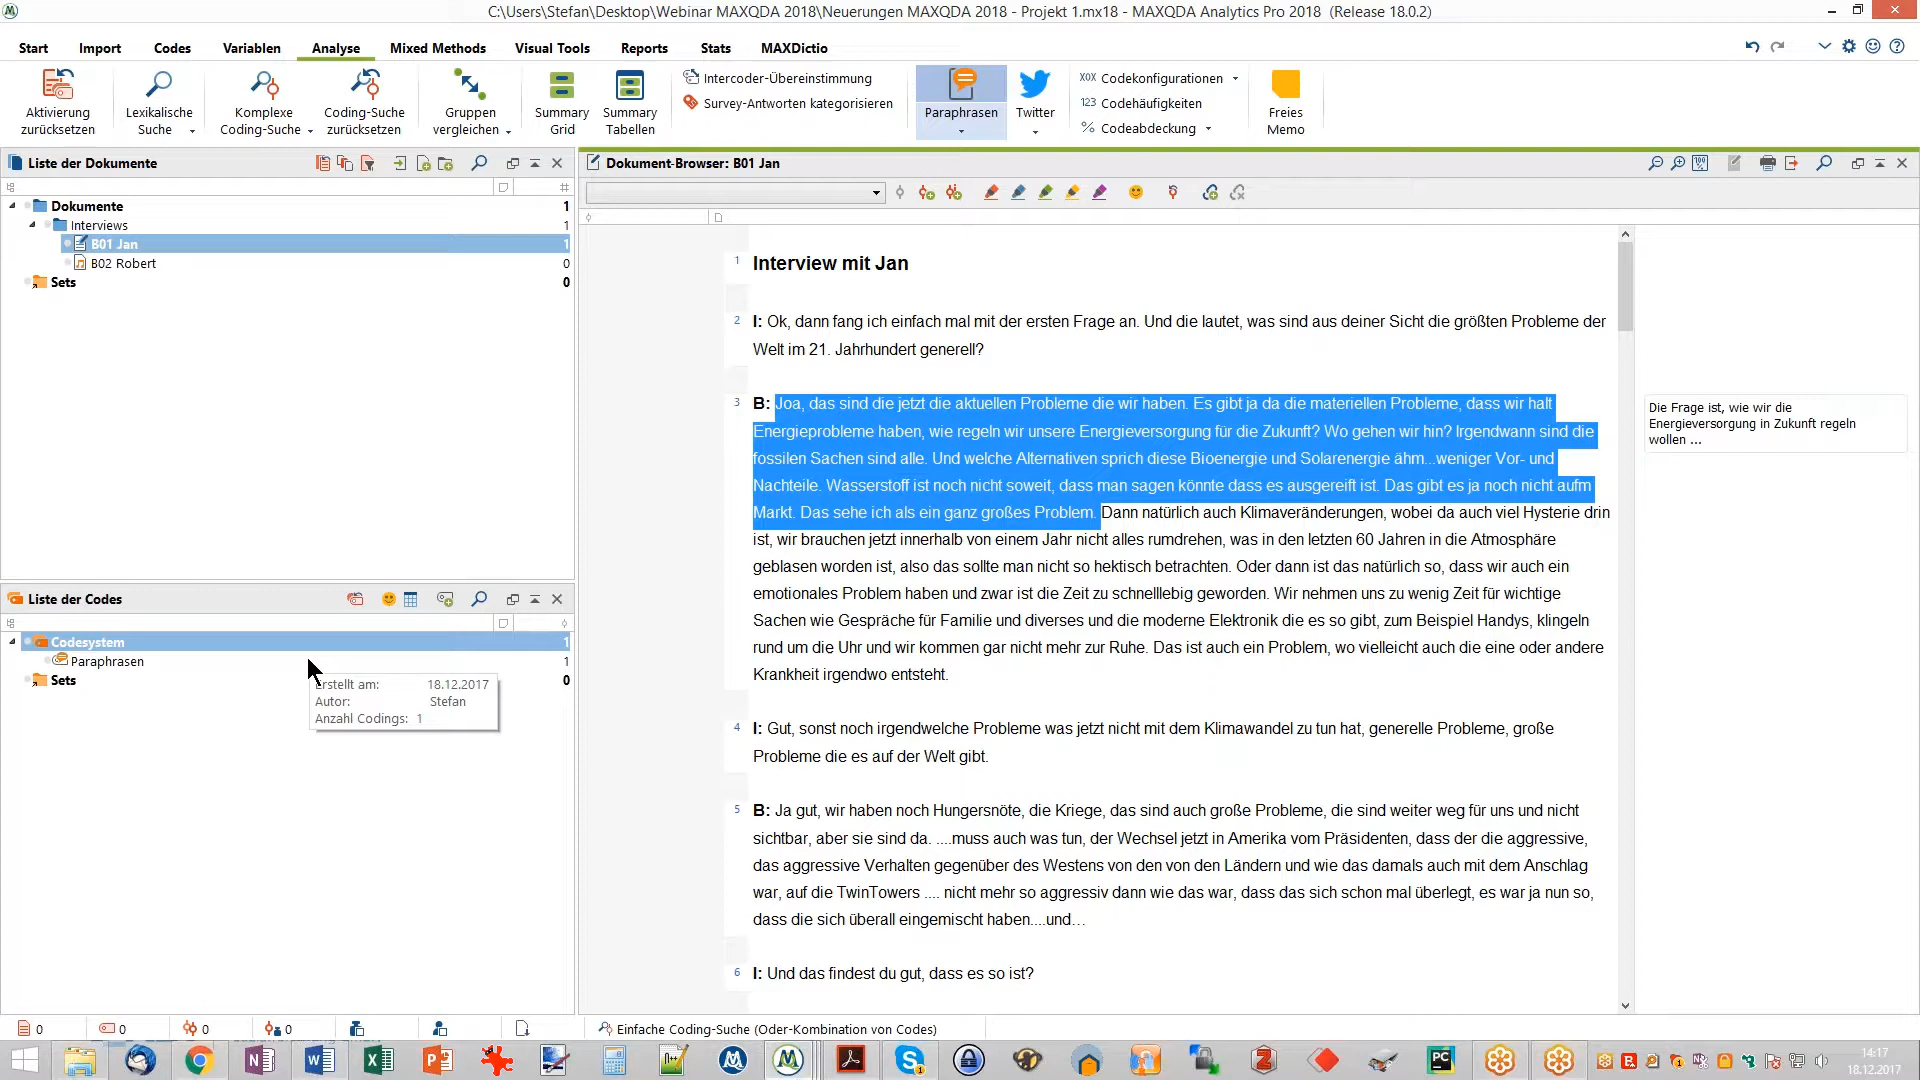 C:\Users\Stefan\Desktop\Webinar MAXQDA 2018\Neuerungen MAXQDA 2018 - Projekt 1.mx18 - MAXQDA Analytics Pro 2018 (Release 18.0.2)
Start Import Codes Variablen Analyse Mixed Methods Visual Tools Reports Stats MAXDictio
Aktivierung zurücksetzen
Lexikalische Suche
Komplexe Coding-Suche
Coding-Suche zurücksetzen
Gruppen vergleichen
Summary Grid
Summary Tabellen
Intercoder-Übereinstimmung
Survey-Antworten kategorisieren
Paraphrasen
Twitter
Codekonfigurationen
123 Codehäufigkeiten
% Codeabdeckung
Freies Memo
Liste der Dokumente
Dokumente 1
Interviews 1
B01 Jan 1
B02 Robert 0
Sets 0
Liste der Codes
Codesystem 1
Paraphrasen 1
Sets 0
Erstellt am: 18.12.2017
Autor: Stefan
Anzahl Codings: 1
Dokument-Browser: B01 Jan
1 Interview mit Jan
2 I: Ok, dann fang ich einfach mal mit der ersten Frage an. Und die lautet, was sind aus deiner Sicht die größten Probleme der
Welt im 21. Jahrhundert generell?
3 B: Joa, das sind die jetzt die aktuellen Probleme die wir haben. Es gibt ja da die materiellen Probleme, dass wir halt
Energieprobleme haben, wie regeln wir unsere Energieversorgung für die Zukunft? Wo gehen wir hin? Irgendwann sind die
fossilen Sachen sind alle. Und welche Alternativen sprich diese Bioenergie und Solarenergie ähm...weniger Vor- und
Nachteile. Wasserstoff ist noch nicht soweit, dass man sagen könnte dass es ausgereift ist. Das gibt es ja noch nicht aufm
Markt. Das sehe ich als ein ganz großes Problem. Dann natürlich auch Klimaveränderungen, wobei da auch viel Hysterie drin
ist, wir brauchen jetzt innerhalb von einem Jahr nicht alles rumdrehen, was in den letzten 60 Jahren in die Atmosphäre
geblasen worden ist, also das sollte man nicht so hektisch betrachten. Oder dann ist das natürlich so, dass wir auch ein
emotionales Problem haben und zwar ist die Zeit zu schnelllebig geworden. Wir nehmen uns zu wenig Zeit für wichtige
Sachen wie Gespräche für Familie und diverses und die moderne Elektronik die es so gibt, zum Beispiel Handys, klingeln
rund um die Uhr und wir kommen gar nicht mehr zur Ruhe. Das ist auch ein Problem, wo vielleicht auch die eine oder andere
Krankheit irgendwo entsteht.
4 I: Gut, sonst noch irgendwelche Probleme was jetzt nicht mit dem Klimawandel zu tun hat, generelle Probleme, große
Probleme die es auf der Welt gibt.
5 B: Ja gut, wir haben noch Hungersnöte, die Kriege, das sind auch große Probleme, die sind weiter weg für uns und nicht
sichtbar, aber sie sind da. ....muss auch was tun, der Wechsel jetzt in Amerika vom Präsidenten, dass der die aggressive,
das aggressive Verhalten gegenüber des Westens von den von den Ländern und wie das damals auch mit dem Anschlag
war, auf die TwinTowers .... nicht mehr so aggressiv dann wie das war, dass das sich schon mal überlegt, es war ja nun so,
dass die sich überall eingemischt haben....und…
6 I: Und das findest du gut, dass es so ist?
Die Frage ist, wie wir die
Energieversorgung in Zukunft regeln
wollen ...
0 0 0 0
Einfache Coding-Suche (Oder-Kombination von Codes)
14:17
18.12.2017